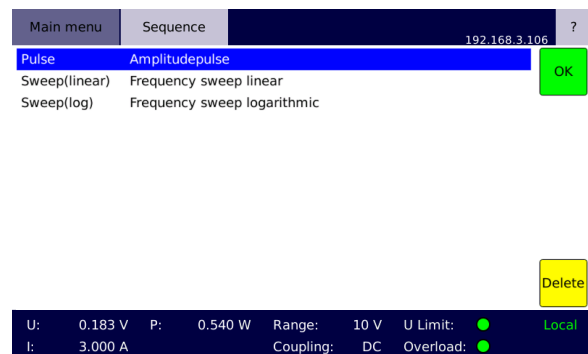 Main menu Sequence 192.168.3.106 ?
Pulse Amplitudepulse
OK
Sweep(linear) Frequency sweep linear
Sweep(log) Frequency sweep logarithmic
Delete
U: 0.183 V P: 0.540 W Range: 10 V U Limit: Local
I: 3.000 A Coupling: DC Overload: